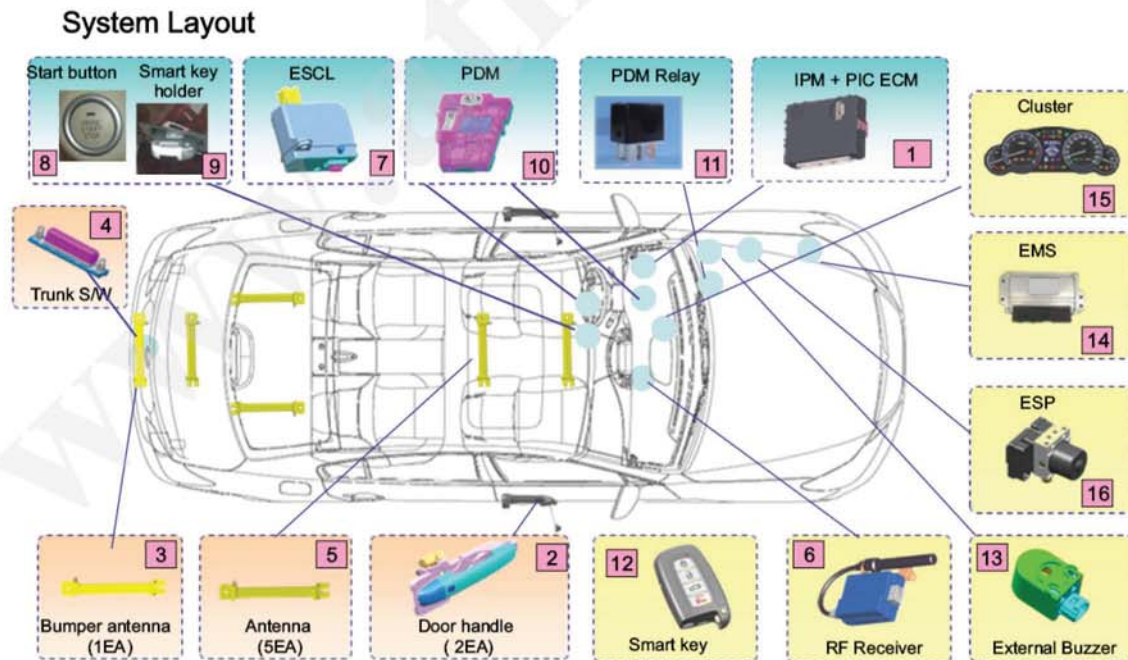 System Layout
Start button
Smart key
holder
ESCL
PDM
PDM Relay
IPM + PIC ECM
Cluster
8
9
7
10
11
1
15
4
Trunk S/W
EMS
14
ESP
16
3
5
2
12
6
13
Bumper antenna
(1EA)
Antenna
(5EA)
Door handle
( 2EA)
Smart key
RF Receiver
External Buzzer